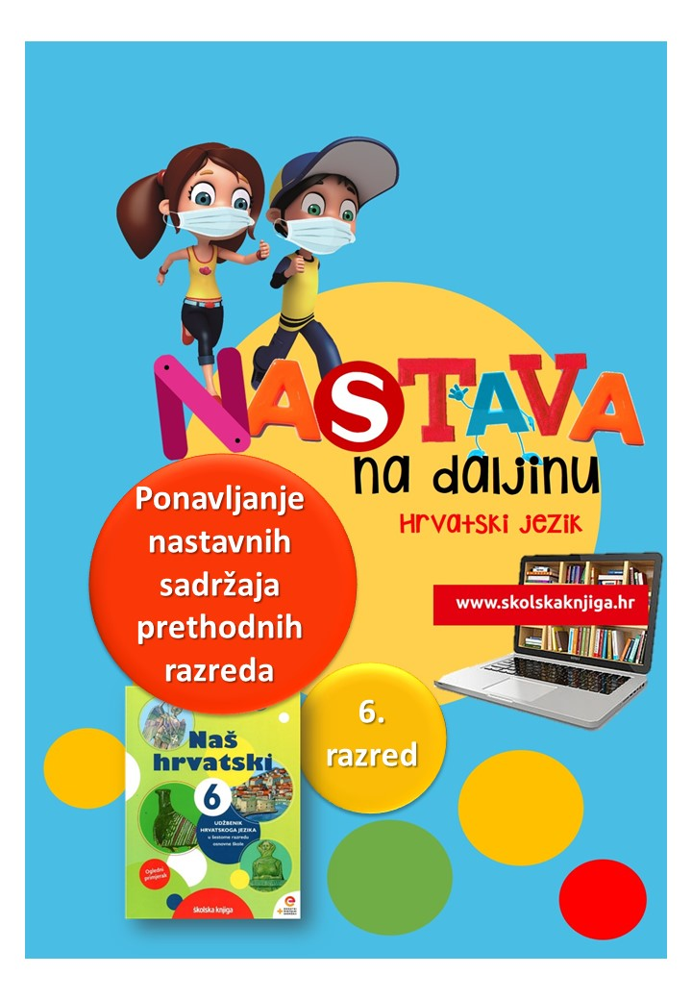 NASTAVA
na daljinu
Hrvatski jezik
Ponavljanje
nastavnih
sadržaja
prethodnih
razreda
www.skolskaknjiga.hr
6.
razred
Naš
hrvatski
6
UDŽBENIK
HRVATSKOGA JEZIKA
u šestome razredu
osnovne škole
Ogledni
primjerak
školska knjiga